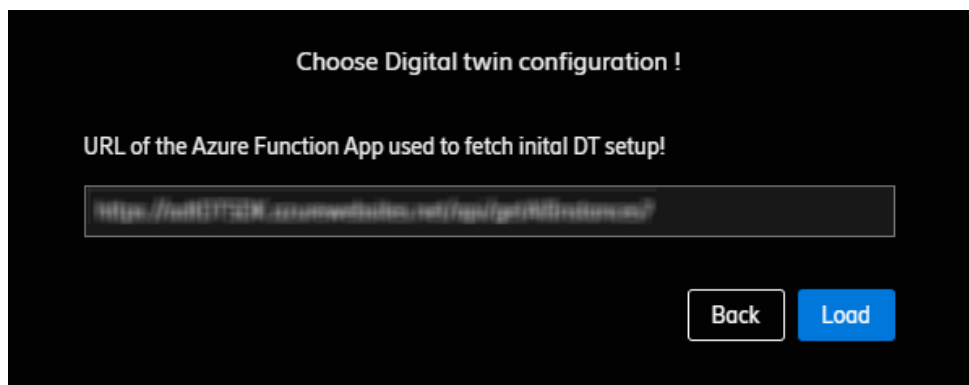 Choose Digital twin configuration !
URL of the Azure Function App used to fetch inital DT setup!
Back
Load